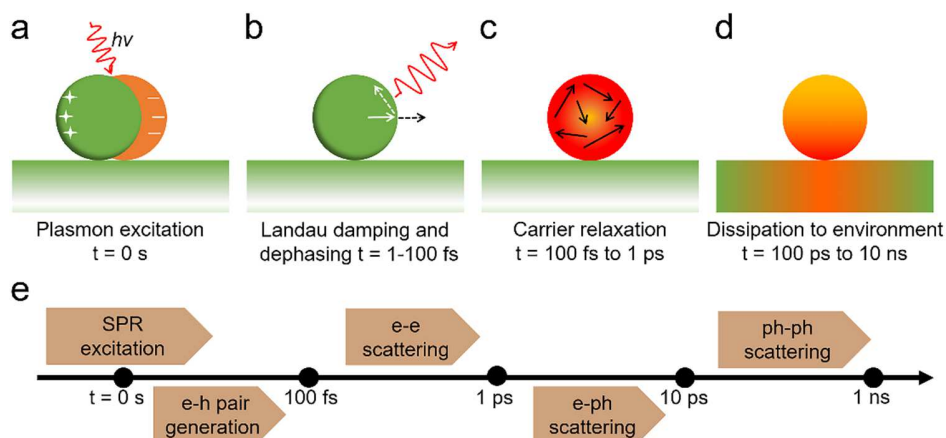 a
b
c
d
hν
Plasmon excitation
t = 0 s
Landau damping and
dephasing t = 1-100 fs
Carrier relaxation
t = 100 fs to 1 ps
Dissipation to environment
t = 100 ps to 10 ns
e
SPR
excitation
e-e
scattering
ph-ph
scattering
t = 0 s
100 fs
1 ps
10 ps
1 ns
e-h pair
generation
e-ph
scattering